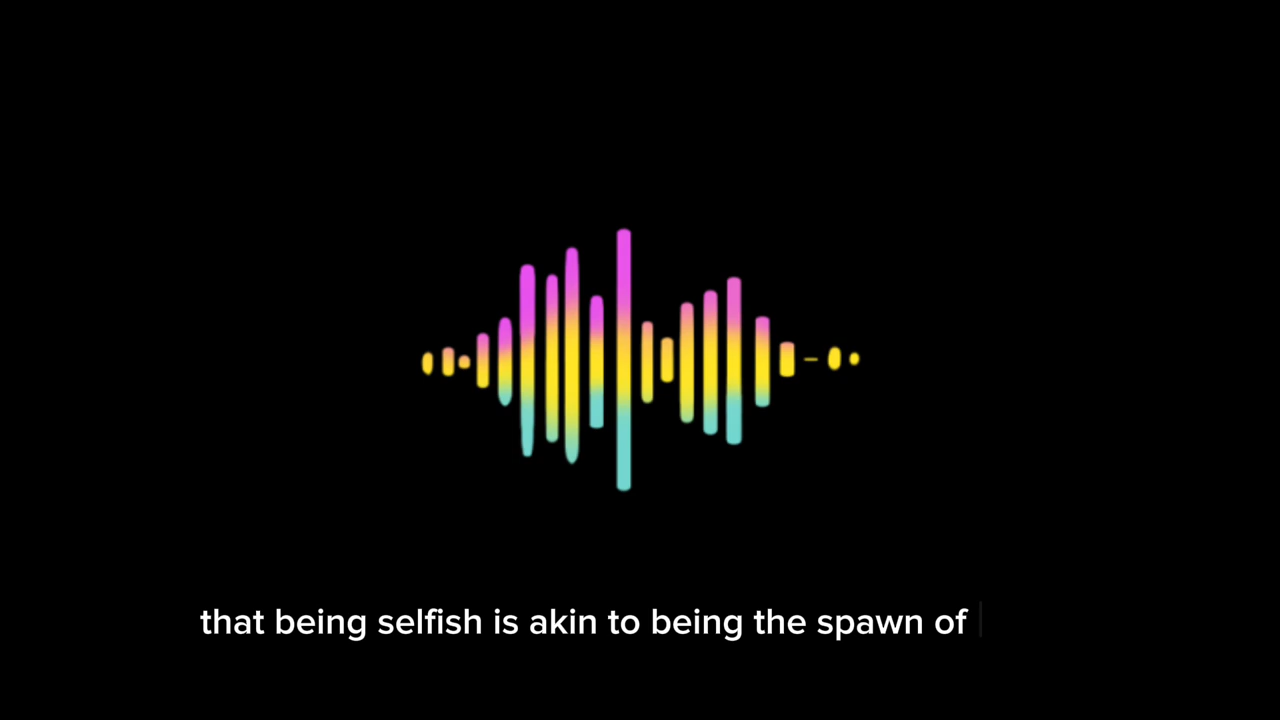 that being selfish is akin to being the spawn of